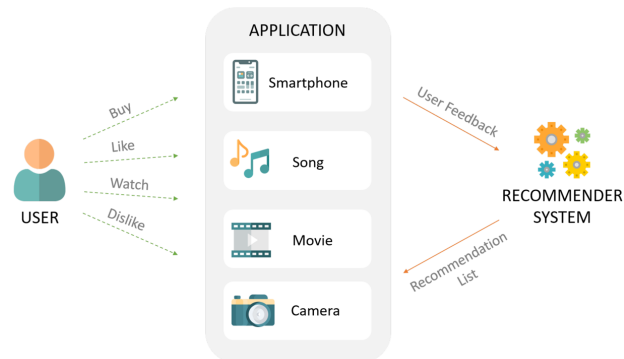 APPLICATION
Smartphone
Song
Movie
Camera
Buy
Like
Watch
Dislike
USER
User Feedback
RECOMMENDER
SYSTEM
Recommendation
List